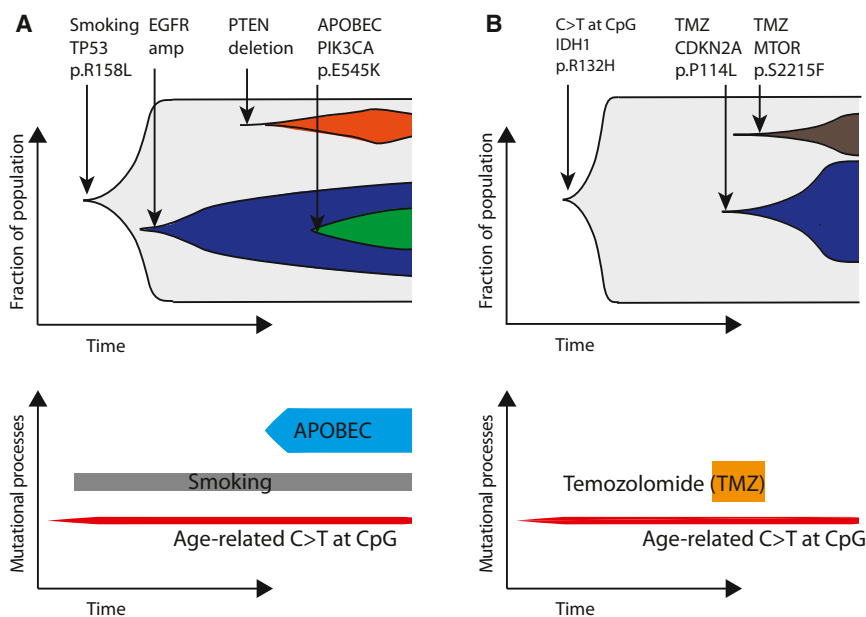 A
Smoking
TP53
p.R158L
EGFR
amp
PTEN
deletion
APOBEC
PIK3CA
p.E545K
Fraction of population
Time
Mutational processes
APOBEC
Smoking
Age-related C>T at CpG
Time
B
C>T at CpG
IDH1
p.R132H
TMZ
CDKN2A
p.P114L
TMZ
MTOR
p.S2215F
Fraction of population
Time
Mutational processes
Temozolomide (TMZ)
Age-related C>T at CpG
Time